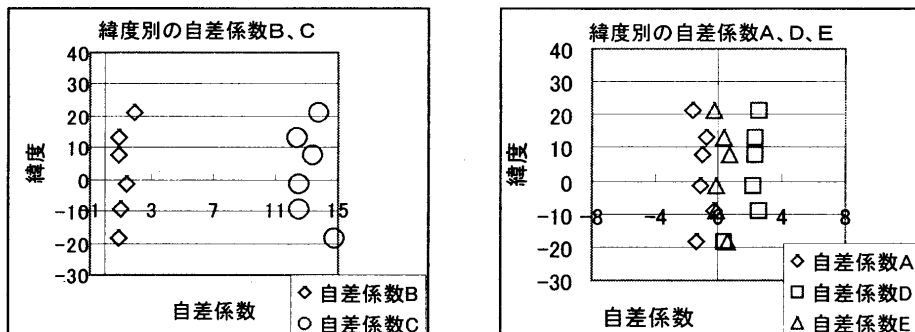 緯度別の自差係数B、C
40
30
20
10
0
-10
-20
-30
-1
3
7
11
15
緯度
自差係数
◇ 自差係数B
○ 自差係数C
緯度別の自差係数A、D、E
40
30
20
10
0
-10
-20
-30
-8
-4
0
4
8
緯度
自差係数
◇ 自差係数A
□ 自差係数D
△ 自差係数E